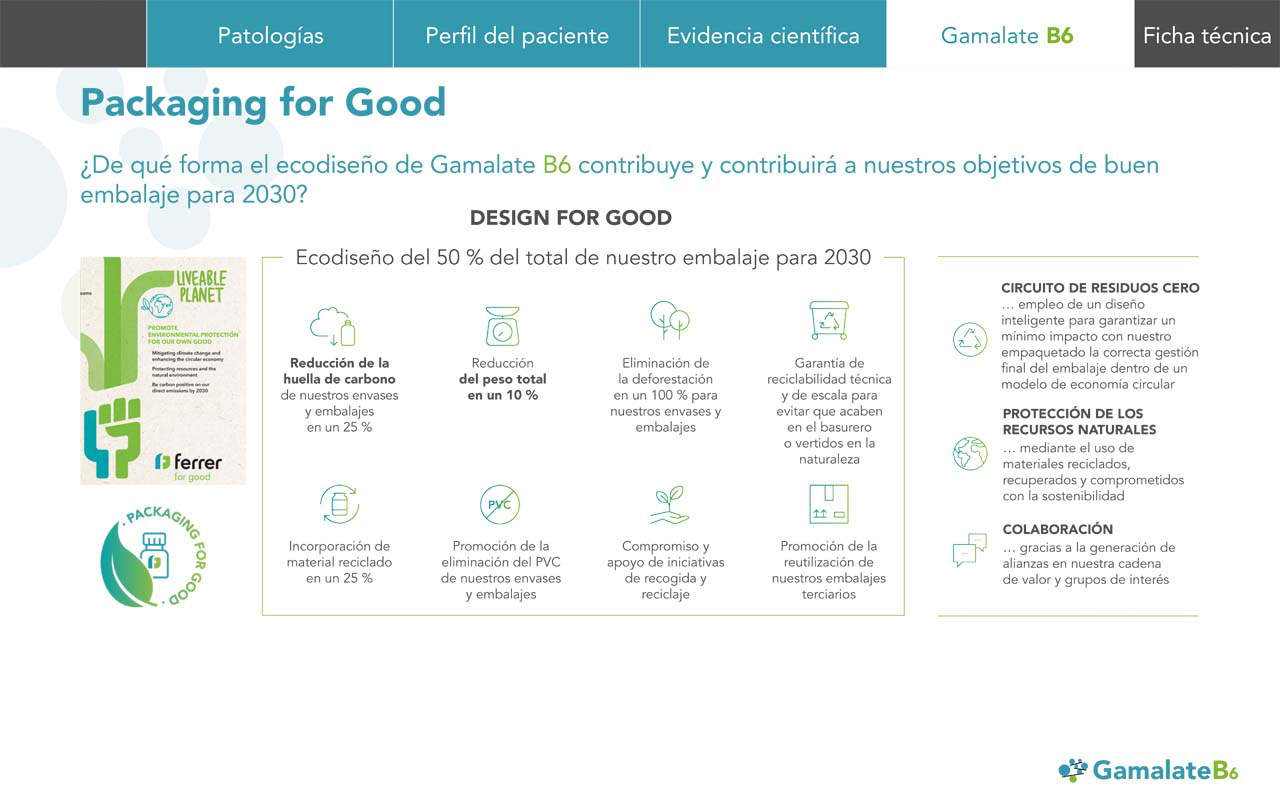 Patologías
Perfil del paciente
Evidencia científica
Gamalate B6
Ficha técnica
Packaging for Good
¿De qué forma el ecodiseño de Gamalate B6 contribuye y contribuirá a nuestros objetivos de buen
embalaje para 2030?
DESIGN FOR GOOD
Ecodiseño del 50 % del total de nuestro embalaje para 2030
LIVEABLE
PLANET
PROMOTE
ENVIRONMENTAL PROTECTION
FOR OUR OWN GOOD
Mitigating climate change and
enhancing the circular economy
Protecting resources and the
natural environment
Be carbon positive on our
direct emissions by 2030
ferrer
for good
· PACKAGING FOR GOOD ·
Reducción de la
huella de carbono
de nuestros envases
y embalajes
en un 25 %
Reducción
del peso total
en un 10 %
Eliminación de
la deforestación
en un 100 % para
nuestros envases y
embalajes
Garantía de
reciclabilidad técnica
y de escala para
evitar que acaben
en el basurero
o vertidos en la
naturaleza
Incorporación de
material reciclado
en un 25 %
PVC
Promoción de la
eliminación del PVC
de nuestros envases
y embalajes
Compromiso y
apoyo de iniciativas
de recogida y
reciclaje
Promoción de la
reutilización de
nuestros embalajes
terciarios
CIRCUITO DE RESIDUOS CERO
… empleo de un diseño
inteligente para garantizar un
mínimo impacto con nuestro
empaquetado la correcta gestión
final del embalaje dentro de un
modelo de economía circular
PROTECCIÓN DE LOS
RECURSOS NATURALES
… mediante el uso de
materiales reciclados,
recuperados y comprometidos
con la sostenibilidad
COLABORACIÓN
… gracias a la generación de
alianzas en nuestra cadena
de valor y grupos de interés
GamalateB6